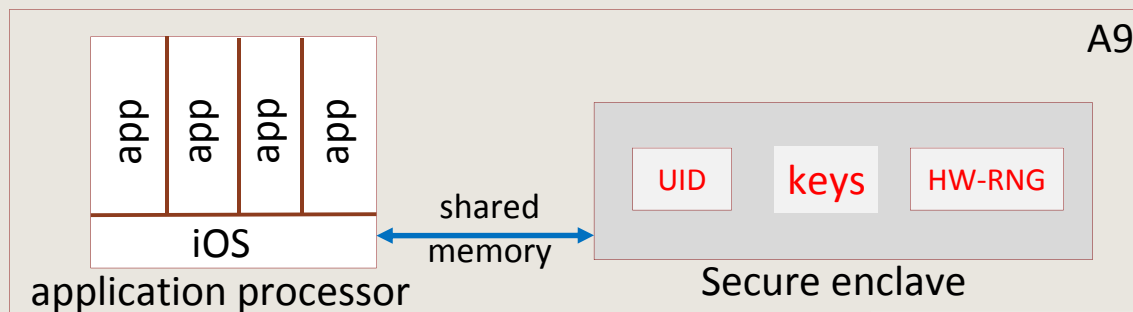 A9
app
app
app
app
iOS
application processor
shared
memory
UID
keys
HW-RNG
Secure enclave